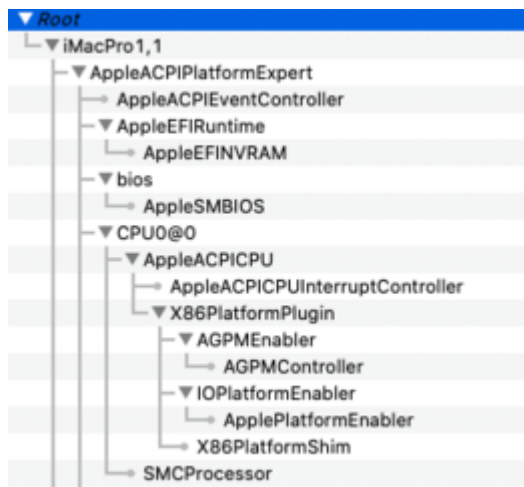 Root
iMacPro1,1
AppleACPIPlatformExpert
AppleACPIEventController
AppleEFIRuntime
AppleEFINVRAM
bios
AppleSMBIOS
CPU0@0
AppleACPICPU
AppleACPICPUInterruptController
X86PlatformPlugin
AGPMEnabler
AGPMController
IOPlatformEnabler
ApplePlatformEnabler
X86PlatformShim
SMCProcessor